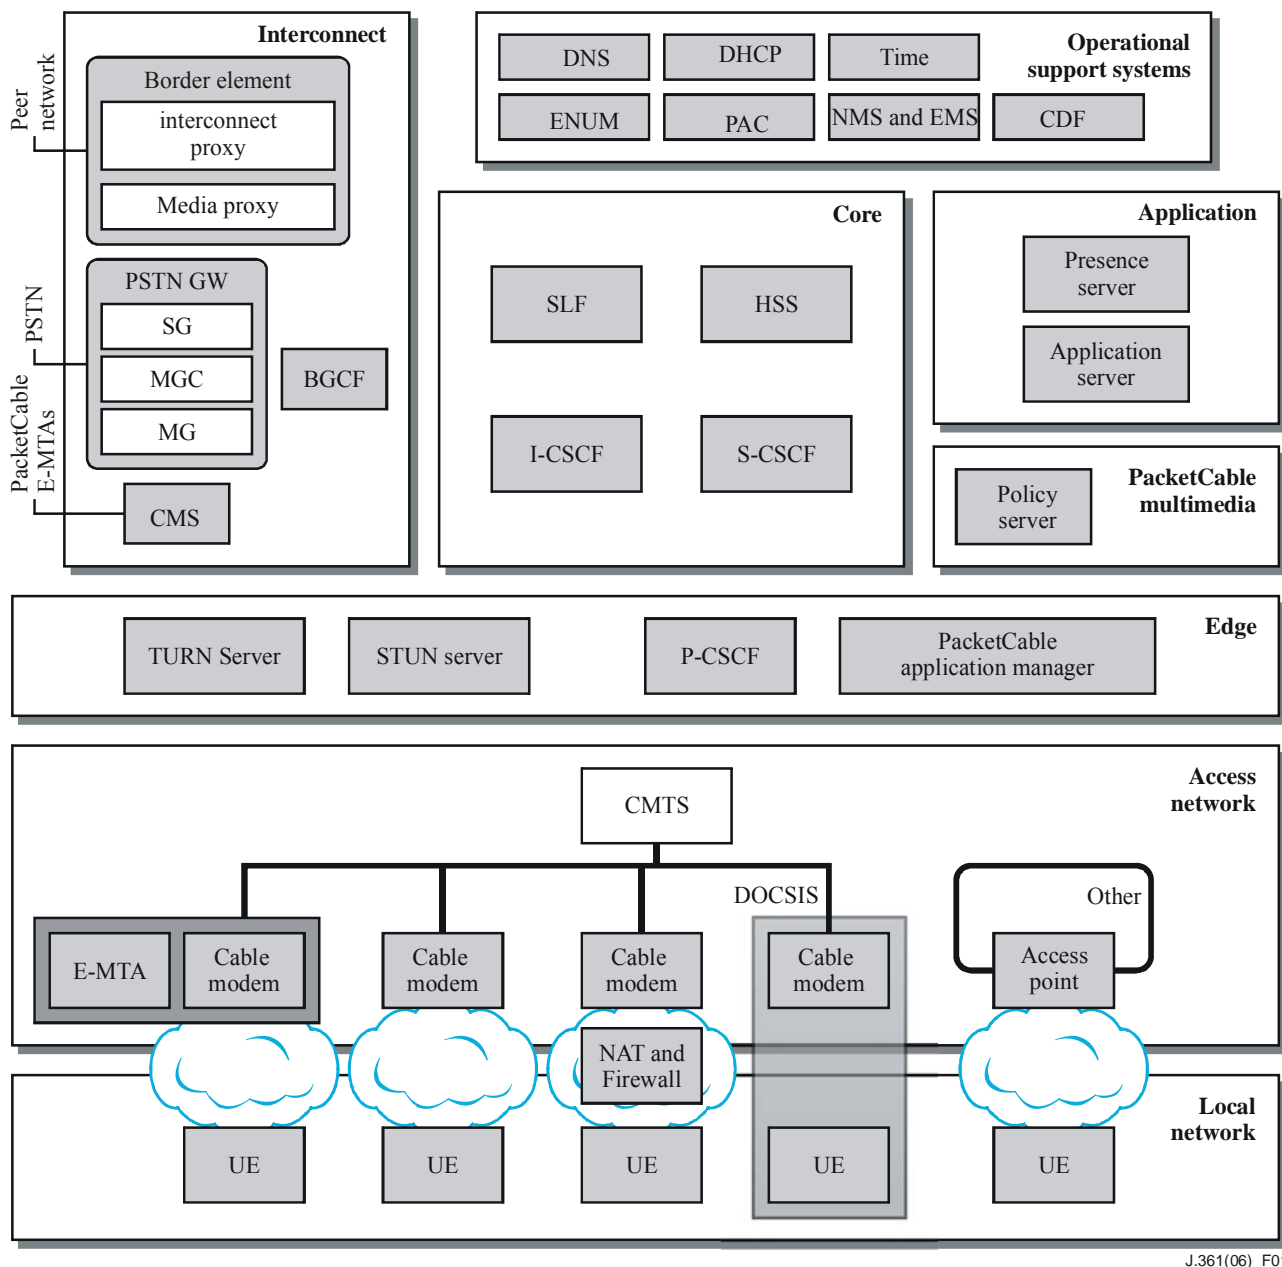 Interconnect
Peer
network
Border element
interconnect
proxy
Media proxy
PSTN
PSTN GW
SG
MGC
MG
BGCF
PacketCable
E-MTAs
CMS
Operational
support systems
DNS
DHCP
Time
ENUM
PAC
NMS and EMS
CDF
Core
SLF
HSS
I-CSCF
S-CSCF
Application
Presence
server
Application
server
PacketCable
multimedia
Policy
server
Edge
TURN Server
STUN server
P-CSCF
PacketCable
application manager
Access
network
CMTS
DOCSIS
Other
E-MTA
Cable
modem
Cable
modem
Cable
modem
Cable
modem
Access
point
NAT and
Firewall
Local
network
UE
UE
UE
UE
UE
J.361(06)_F01